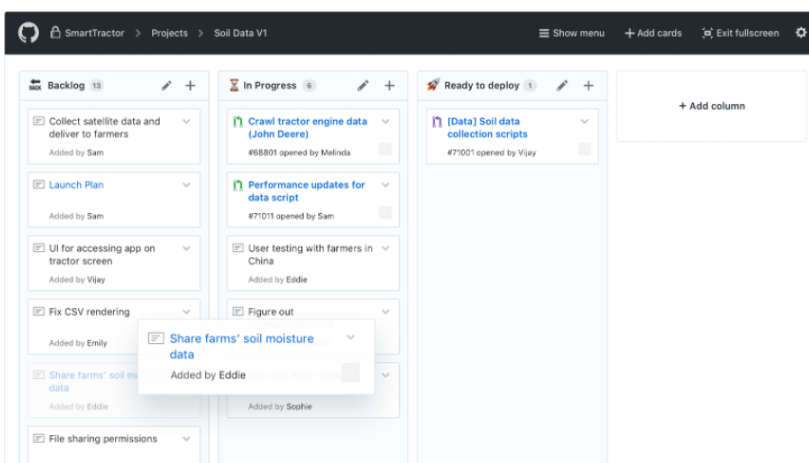 SmartTractor > Projects > Soil Data V1
Show menu
Add cards
Exit fullscreen
BACK
Backlog 13
Collect satellite data and
deliver to farmers
Added by Sam
Launch Plan
Added by Sam
UI for accessing app on
tractor screen
Added by Vijay
Fix CSV rendering
Added by Emily
Share farms' soil m
data
Added by Eddie
File sharing permissions
In Progress 6
Crawl tractor engine data
(John Deere)
#68801 opened by Melinda
Performance updates for
data script
#71011 opened by Sam
User testing with farmers in
China
Added by Eddie
Figure out
Added by Sophie
Share farms' soil moisture
data
Added by Eddie
Ready to deploy 1
[Data] Soil data
collection scripts
#71001 opened by Vijay
+ Add column